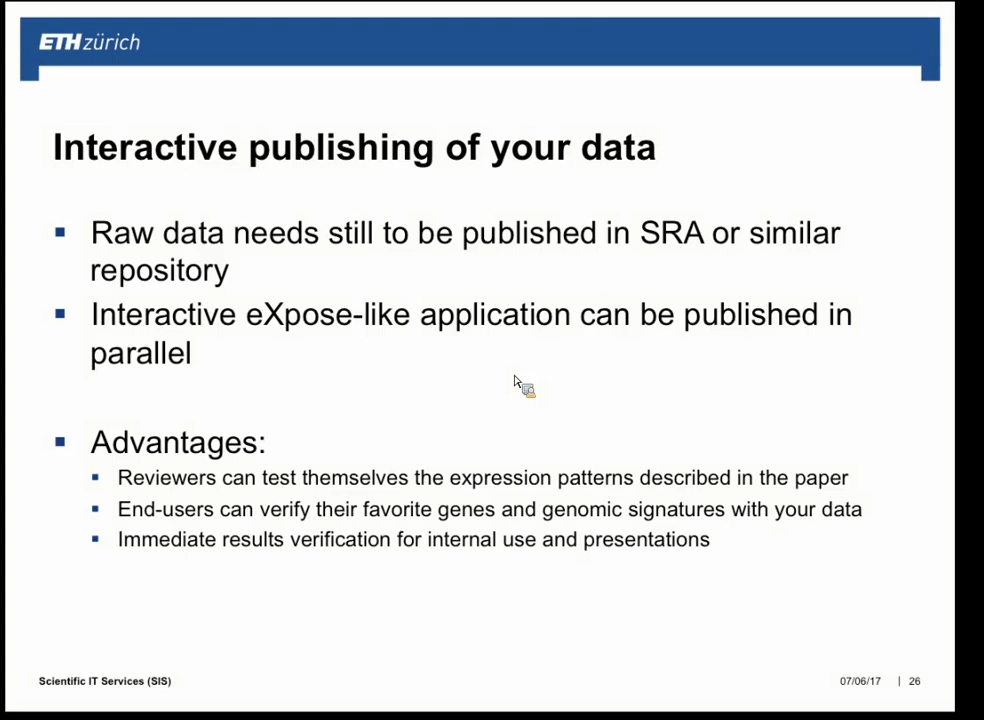 ETH zürich
Interactive publishing of your data
▪ Raw data needs still to be published in SRA or similar
repository
▪ Interactive eXpose-like application can be published in
parallel
▪ Advantages:
▪ Reviewers can test themselves the expression patterns described in the paper
▪ End-users can verify their favorite genes and genomic signatures with your data
▪ Immediate results verification for internal use and presentations
Scientific IT Services (SIS)
07/06/17 | 26